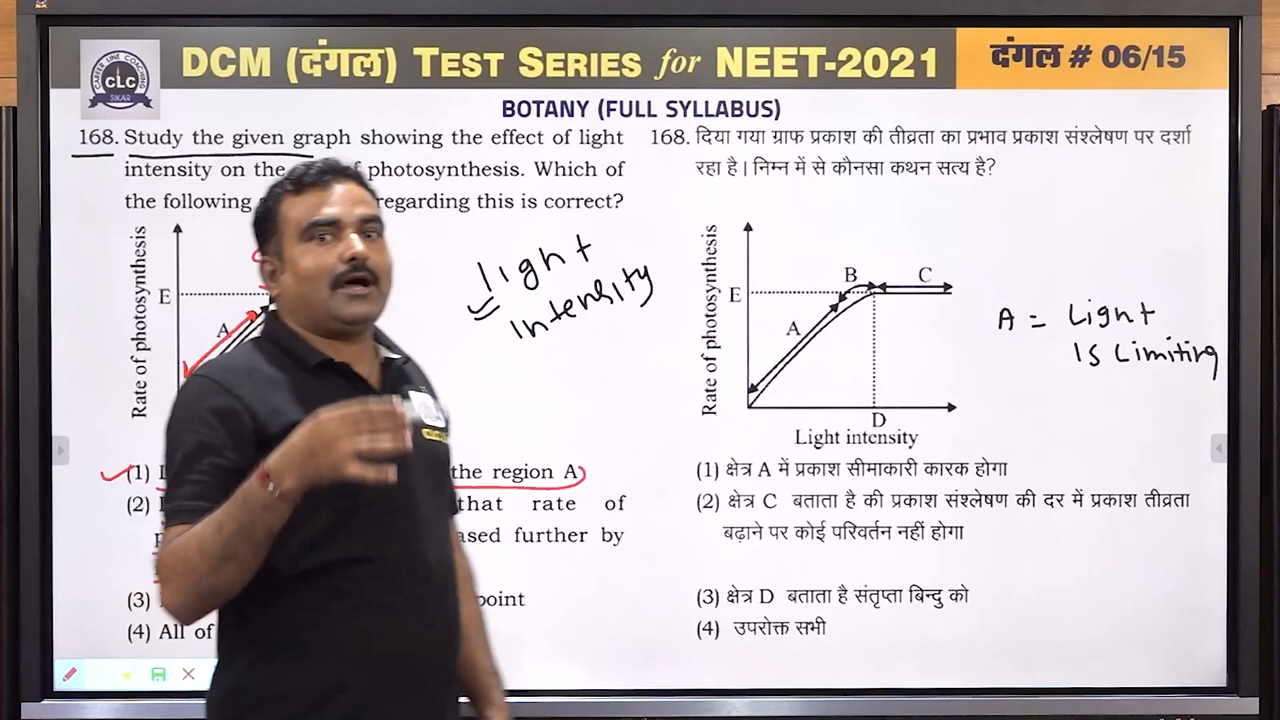 DCM (दंगल) TEST SERIES for NEET-2021
दंगल # 06/15
CAREER LINE COACHING
CLC
SIKAR
BOTANY (FULL SYLLABUS)
168. Study the given graph showing the effect of light
intensity on the photosynthesis. Which of
the following regarding this is correct?
Rate of photosynthesis
E
A
light
intensity
(1) the region A
(2) that rate of
further by
(3) point
(4) All of
168. दिया गया ग्राफ प्रकाश की तीव्रता का प्रभाव प्रकाश संश्लेषण पर दर्शा
रहा है। निम्न में से कौनसा कथन सत्य है?
Rate of photosynthesis
E
A
B
C
D
Light intensity
A = Light
is Limiting
(1) क्षेत्र A में प्रकाश सीमाकारी कारक होगा
(2) क्षेत्र C बताता है की प्रकाश संश्लेषण की दर में प्रकाश तीव्रता
बढ़ाने पर कोई परिवर्तन नहीं होगा
(3) क्षेत्र D बताता है संतृप्ता बिन्दु को
(4) उपरोक्त सभी